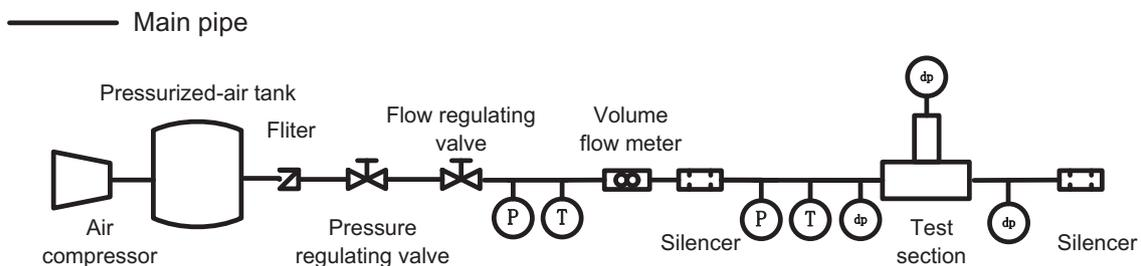 Main pipe
Pressurized-air tank
Fliter
Flow regulating
valve
Volume
flow meter
dp
P
T
P
T
dp
dp
Air
compressor
Pressure
regulating valve
Silencer
Test
section
Silencer